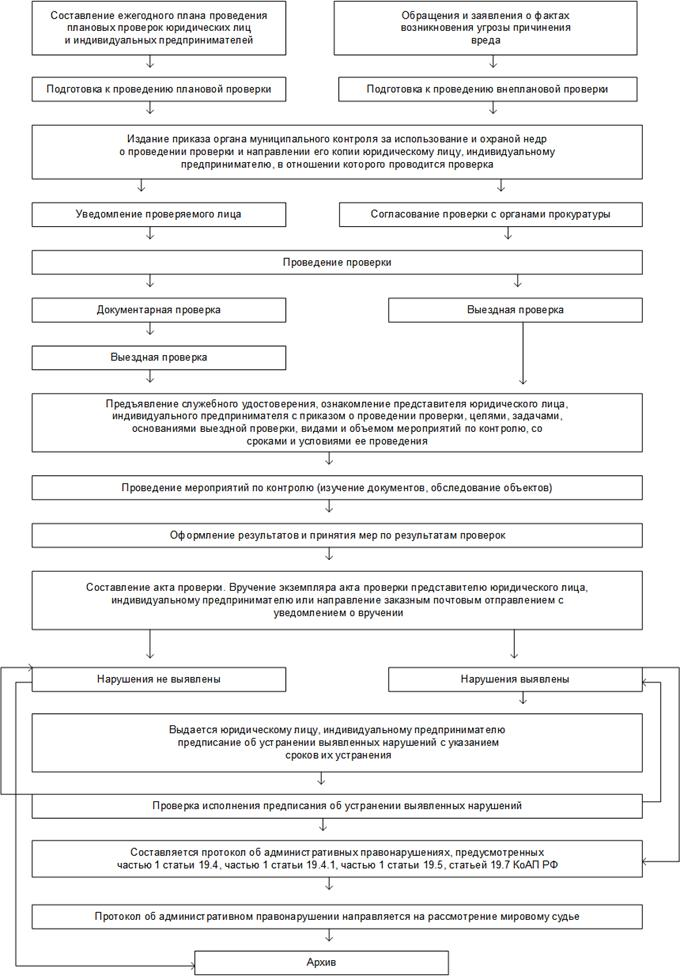 Составление ежегодного плана проведения
плановых проверок юридических лиц
и индивидуальных предпринимателей
Обращения и заявления о фактах
возникновения угрозы причинения
вреда
Подготовка к проведению плановой проверки
Подготовка к проведению внеплановой проверки
Издание приказа органа муниципального контроля за использование и охраной недр
о проведении проверки и направлении его копии юридическому лицу, индивидуальному
предпринимателю, в отношении которого проводится проверка
Уведомление проверяемого лица
Согласование проверки с органами прокуратуры
Проведение проверки
Документарная проверка
Выездная проверка
Выездная проверка
Предъявление служебного удостоверения, ознакомление представителя юридического лица,
индивидуального предпринимателя с приказом о проведении проверки, целями, задачами,
основаниями выездной проверки, видами и объемом мероприятий по контролю, со
сроками и условиями ее проведения
Проведение мероприятий по контролю (изучение документов, обследование объектов)
Оформление результатов и принятия мер по результатам проверок
Составление акта проверки. Вручение экземпляра акта проверки представителю юридического лица,
индивидуальному предпринимателю или направление заказным почтовым отправлением с
уведомлением о вручении
Нарушения не выявлены
Нарушения выявлены
Выдается юридическому лицу, индивидуальному предпринимателю
предписание об устранении выявленных нарушений с указанием
сроков их устранения
Проверка исполнения предписания об устранении выявленных нарушений
Составляется протокол об административных правонарушениях, предусмотренных
частью 1 статьи 19.4, частью 1 статьи 19.4.1, частью 1 статьи 19.5, статьей 19.7 КоАП РФ
Протокол об административном правонарушении направляется на рассмотрение мировому судье
Архив